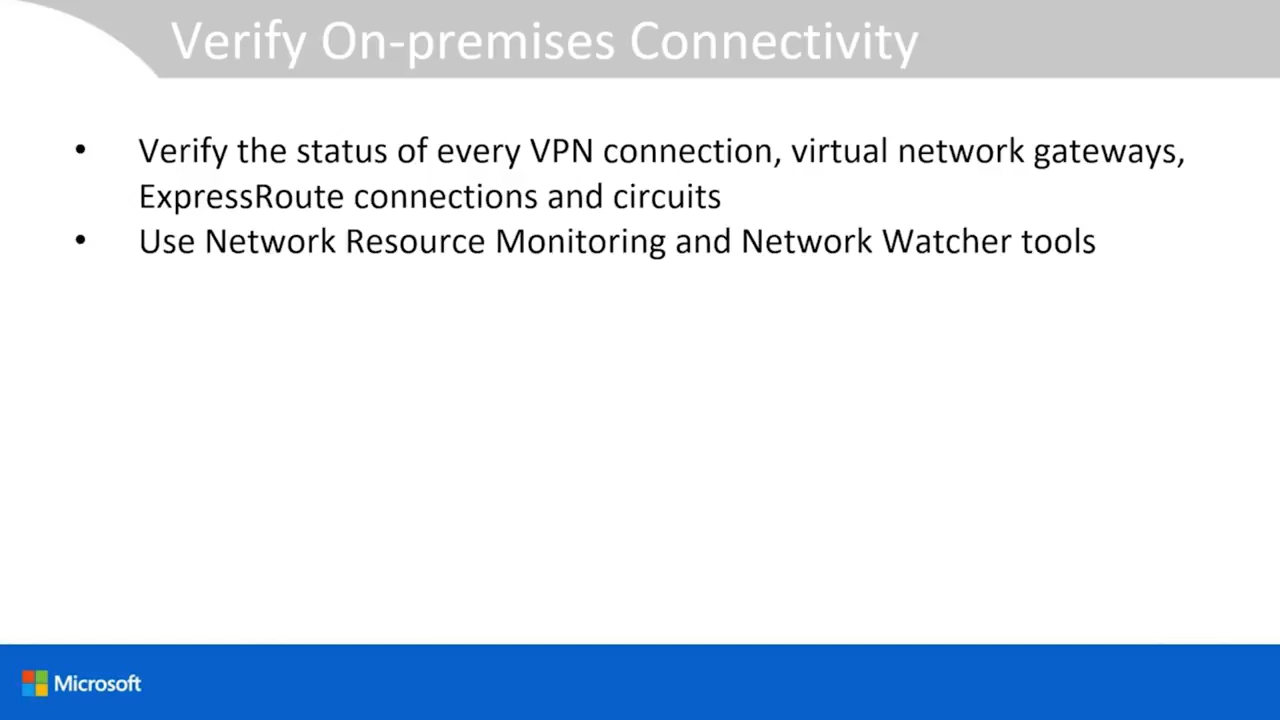 Verify On-premises Connectivity
• Verify the status of every VPN connection, virtual network gateways,
ExpressRoute connections and circuits
• Use Network Resource Monitoring and Network Watcher tools
Microsoft